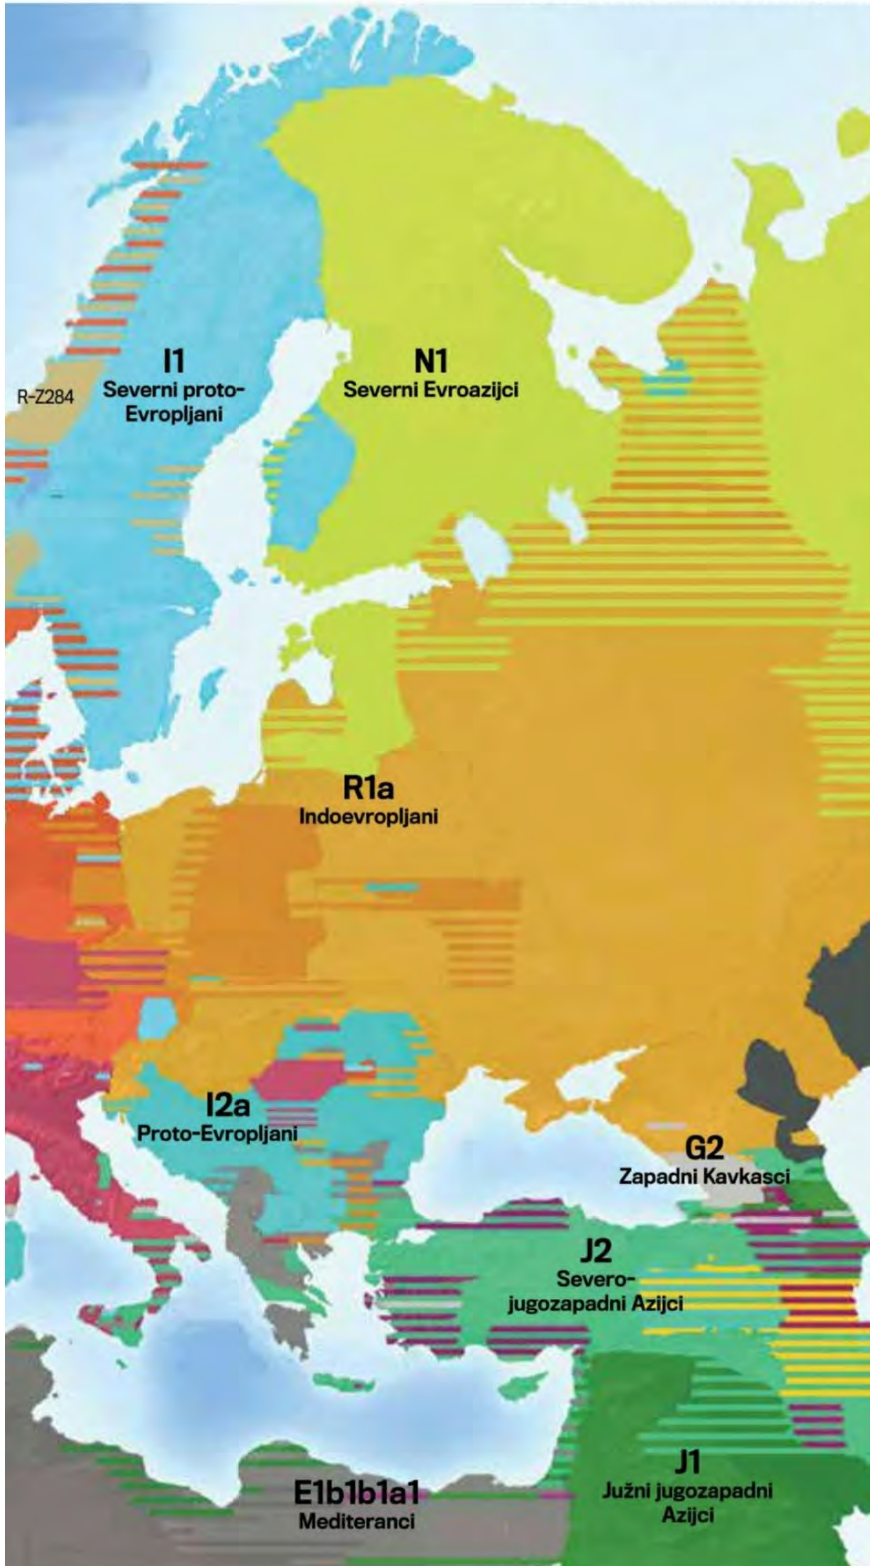 I1
Severni proto-
Evropljani
N1
Severni Evroazijci
R-Z284
R1a
Indoevropljani
I2a
Proto-Evropljani
G2
Zapadni Kavkasci
J2
Severo-
jugozapadni Azijci
J1
Južni jugozapadni
Azijci
E1b1b1a1
Mediteranci